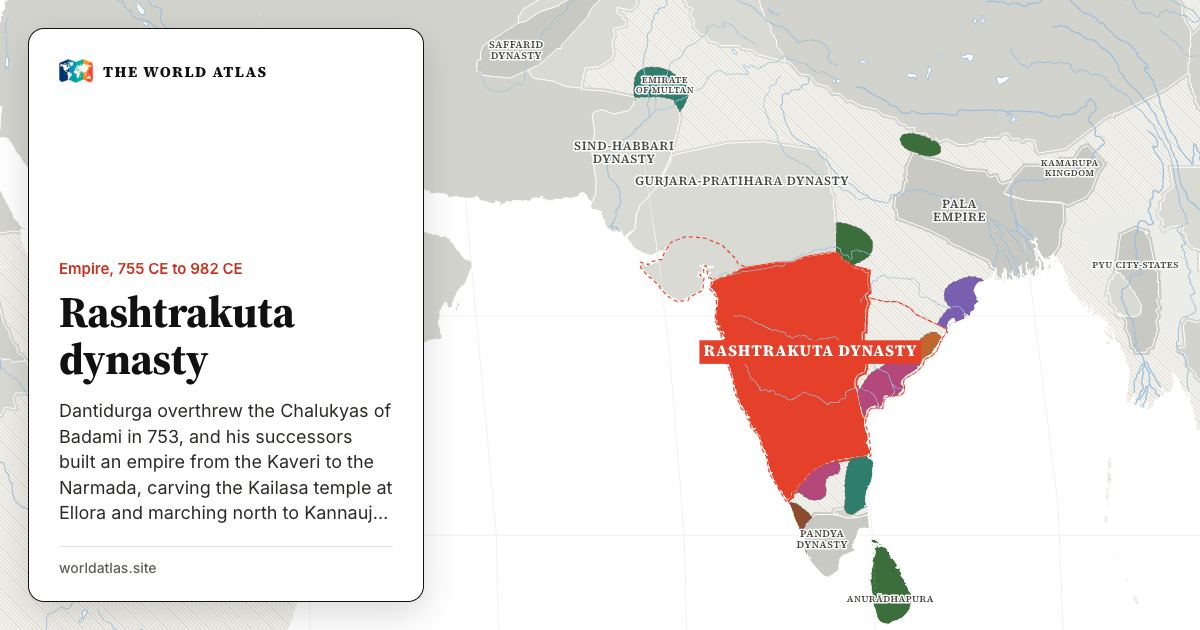 THE WORLD ATLAS
Empire, 755 CE to 982 CE
Rashtrakuta
dynasty
Dantidurga overthrew the Chalukyas of
Badami in 753, and his successors
built an empire from the Kaveri to the
Narmada, carving the Kailasa temple at
Ellora and marching north to Kannauj...
worldatlas.site
SAFFARID
DYNASTY
EMIRATE
OF MULTAN
SIND-HABBARI
DYNASTY
GURJARA-PRATIHARA DYNASTY
KAMARUPA
KINGDOM
PALA
EMPIRE
PYU CITY-STATES
RASHTRAKUTA DYNASTY
PANDYA
DYNASTY
ANURADHAPURA